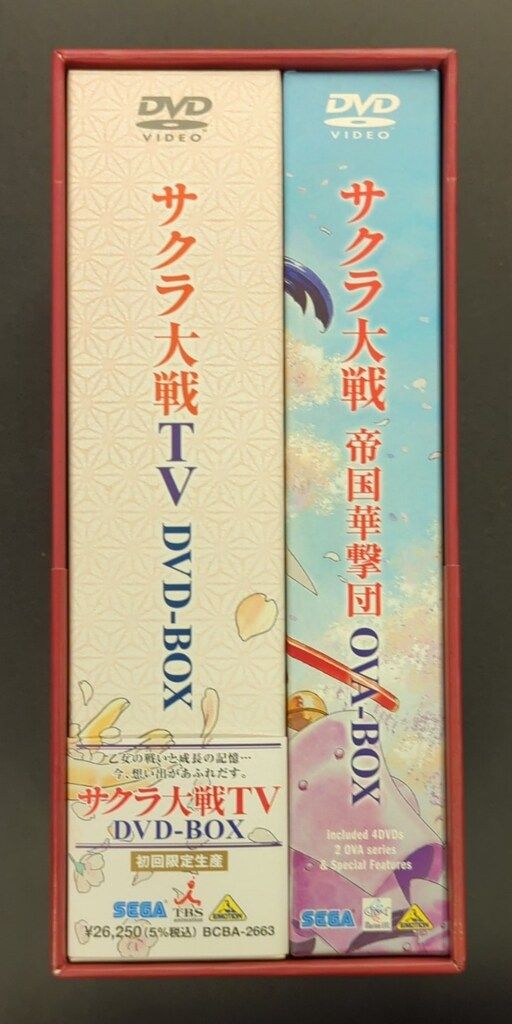 DVD
VIDEO
サクラ大戦TV DVD-BOX
乙女の戦いと成長の記憶…
今、想い出があふれだす。
サクラ大戦TV
DVD-BOX
初回限定生産
SEGA
TBS
animation
EMOTION
¥26,250(5%税込) BCBA-2663
DVD
VIDEO
サクラ大戦 帝国華撃団 OVA-BOX
Included 4DVDs
2 OVA series
& Special Features
SEGA
EMOTION